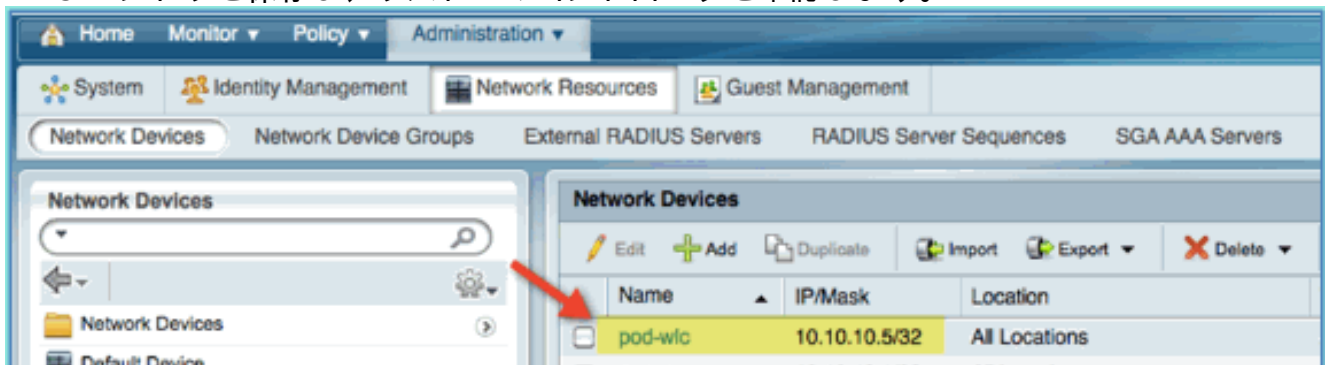 Home Monitor Policy Administration
System Identity Management Network Resources Guest Management
Network Devices Network Device Groups External RADIUS Servers RADIUS Server Sequences SGA AAA Servers
Network Devices
Network Devices
Default Device
Network Devices
Edit Add Duplicate Import Export Delete
Name IP/Mask Location
pod-wlc 10.10.10.5/32 All Locations